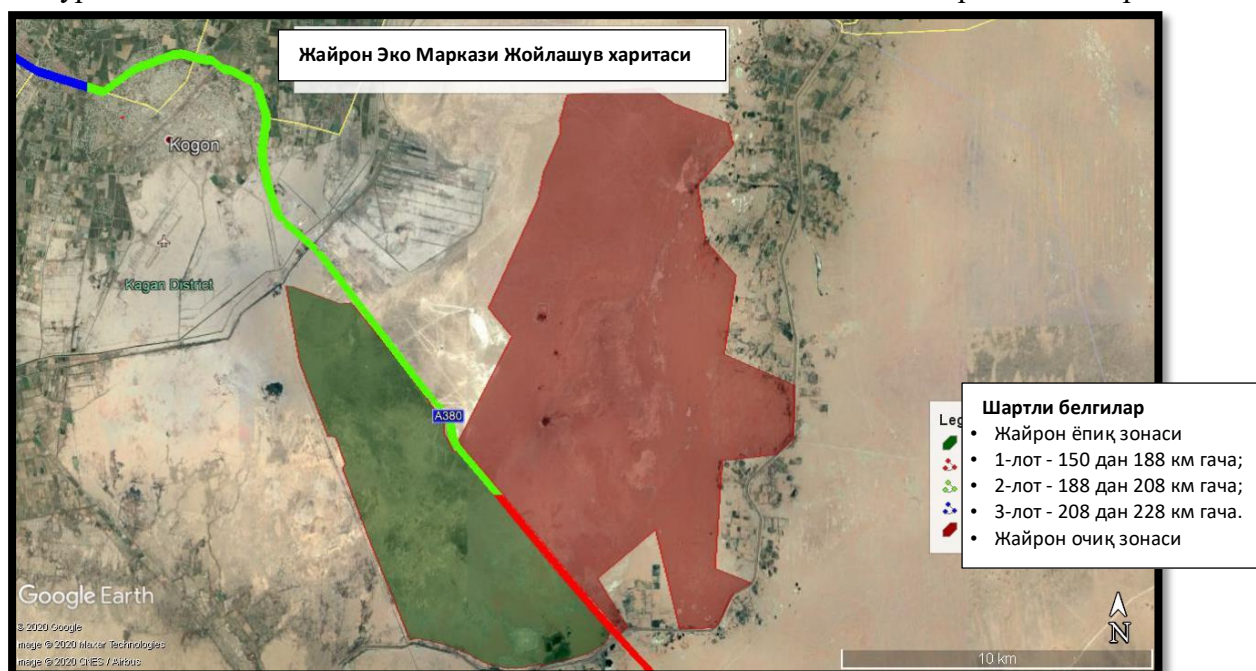 Жайрон Эко Маркази Жойлашув харитаси
Kogon
Kagan District
A380
Leg
Шартли белгилар
• Жайрон ёпиқ зонаси
• 1-лот - 150 дан 188 км гача;
• 2-лот - 188 дан 208 км гача;
• 3-лот - 208 дан 228 км гача.
• Жайрон очиқ зонаси
Google Earth
© 2020 Google
mage © 2020 Maxar Technologies
mage © 2020 CNES / Airbus
N
10 km